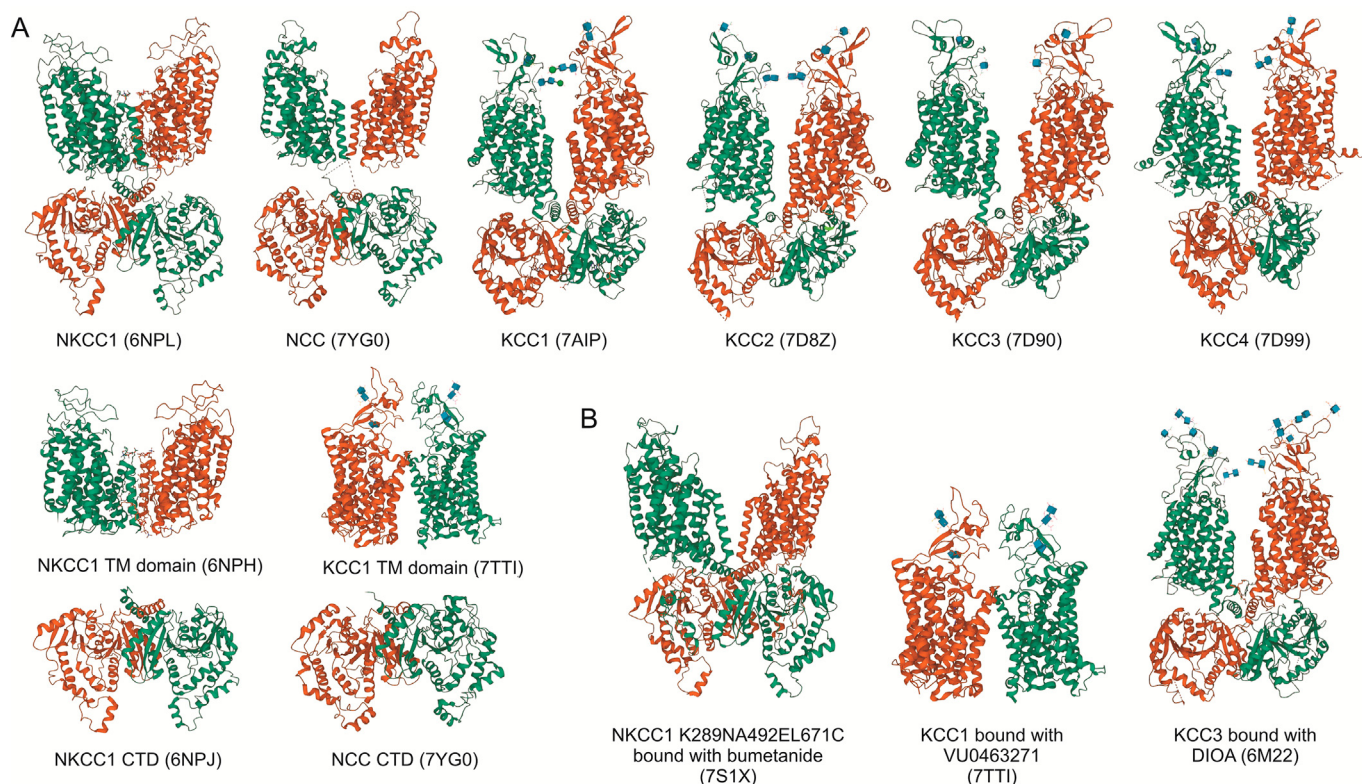 A
NKCC1 (6NPL)
NCC (7YG0)
KCC1 (7AIP)
KCC2 (7D8Z)
KCC3 (7D90)
KCC4 (7D99)
NKCC1 TM domain (6NPH)
KCC1 TM domain (7TTI)
NKCC1 CTD (6NPJ)
NCC CTD (7YG0)
B
NKCC1 K289NA492EL671C
bound with bumetanide
(7S1X)
KCC1 bound with
VU0463271
(7TTI)
KCC3 bound with
DIOA (6M22)